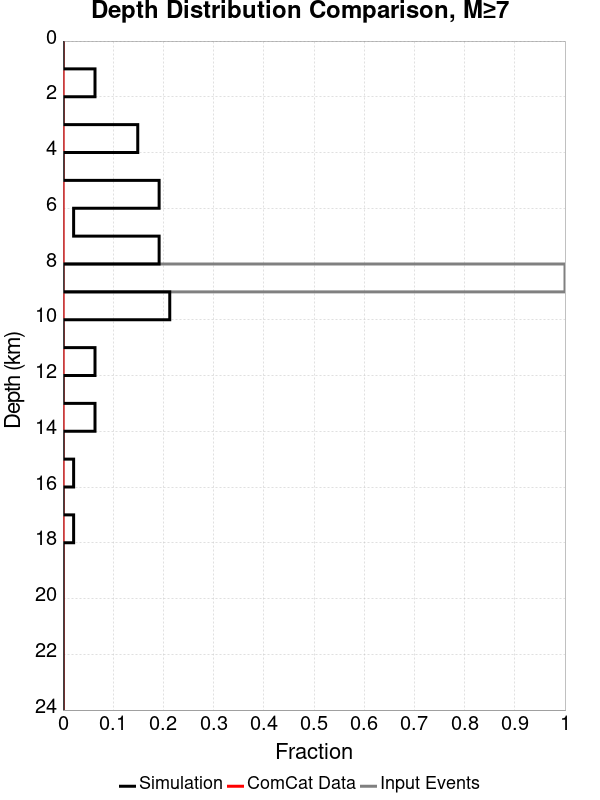 Depth Distribution Comparison, M≥7
0
2
4
6
8
10
12
14
16
18
20
22
24
Depth (km)
0 0.1 0.2 0.3 0.4 0.5 0.6 0.7 0.8 0.9 1
Fraction
Simulation ComCat Data Input Events